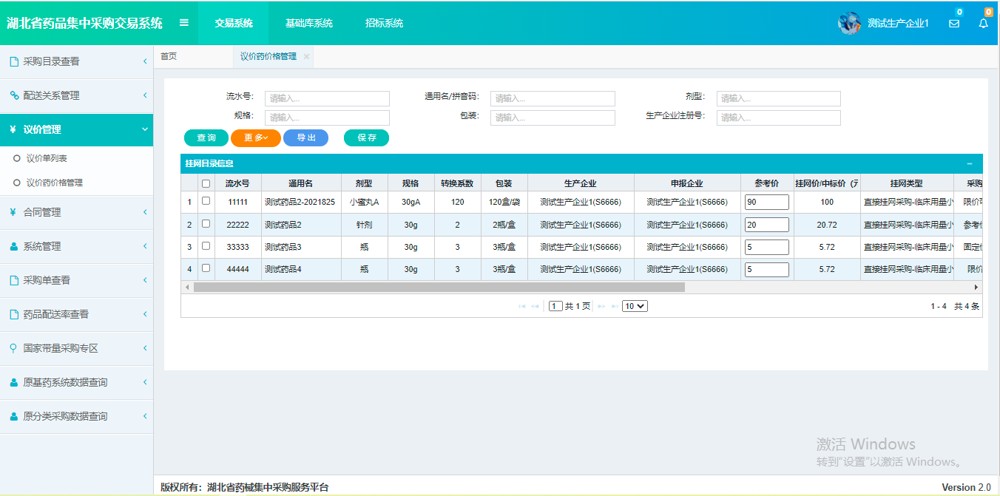 湖北省药品集中采购交易系统 交易系统 基础库系统 招标系统 测试生产企业1 0 0
采购目录查看
配送关系管理
议价管理
议价单列表
议价药价格管理
合同管理
系统管理
采购单查看
药品配送率查看
国家带量采购专区
原基药系统数据查询
原分类采购数据查询
首页 议价药价格管理 ×
流水号: 请输入... 通用名/拼音码: 请输入... 剂型: 请输入...
规格: 请输入... 包装: 请输入... 生产企业注册号: 请输入...
查询 更多 导出 保存
挂网目录信息
流水号 通用名 剂型 规格 转换系数 包装 生产企业 申报企业 参考价 挂网价/中标价（元 挂网类型 采购
1 11111 测试药品2-2021825 小蜜丸A 30gA 120 120盒/袋 测试生产企业1(S6666) 测试生产企业1(S6666) 90 100 直接挂网采购-临床用量小 限价
2 22222 测试药品2 针剂 30g 2 2瓶/盒 测试生产企业1(S6666) 测试生产企业1(S6666) 20 20.72 直接挂网采购-临床用量小 参考
3 33333 测试药品3 瓶 30g 3 3瓶/盒 测试生产企业1(S6666) 测试生产企业1(S6666) 5 5.72 直接挂网采购-临床用量小 固定
4 44444 测试药品4 瓶 30g 3 3瓶/盒 测试生产企业1(S6666) 测试生产企业1(S6666) 5 5.72 直接挂网采购-临床用量小 限价
1 共 1 页 10 1 - 4 共 4 条
激活 Windows
转到"设置"以激活 Windows。
版权所有：湖北省药械集中采购服务平台 Version 2.0